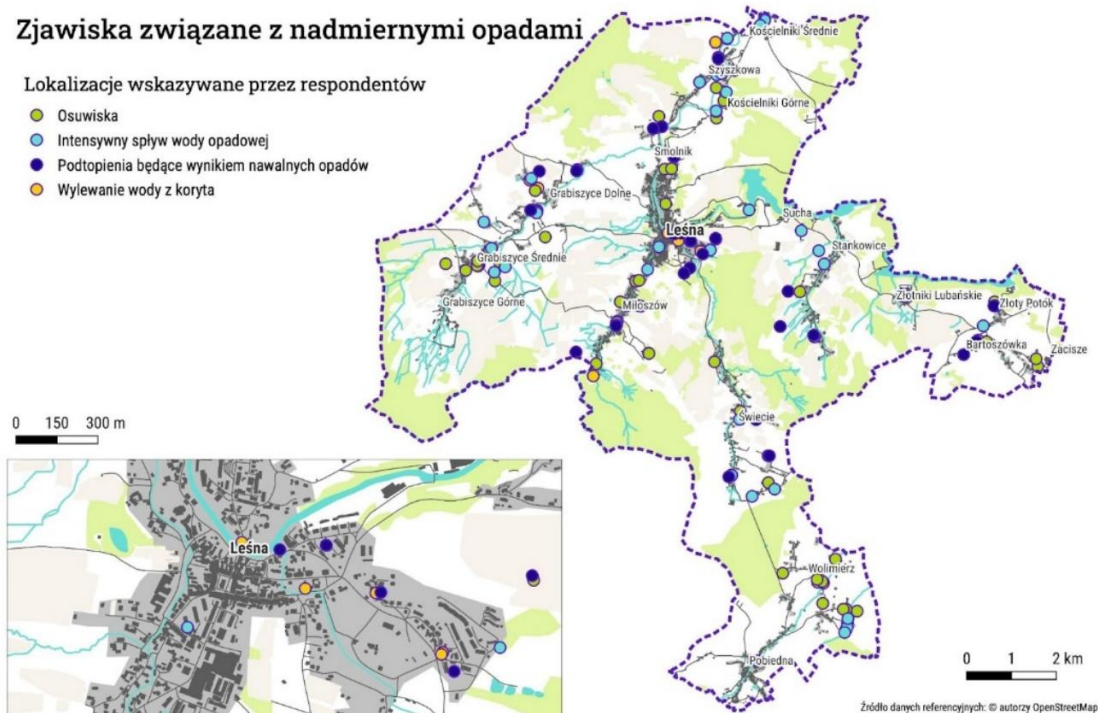 Zjawiska związane z nadmiernymi opadami
Lokalizacje wskazywane przez respondentów
Osuwiska
Intensywny spływ wody opadowej
Podtopienia będące wynikiem nawalnych opadów
Wylewanie wody z koryta
Kościelniki Średnie
Szyszkowa
Kościelniki Górne
Smolnik
Grabiszyce Dolne
Sucha
Leśna
Stankowice
Grabiszyce Średnie
Złotniki Lubańskie
Grabiszyce Górne
Miłoszów
Złoty Potok
Bartoszówka
Zacisze
Świecie
0 150 300 m
Leśna
Wolimierz
Pobiedna
0 1 2 km
Źródło danych referencyjnych: © autorzy OpenStreetMap